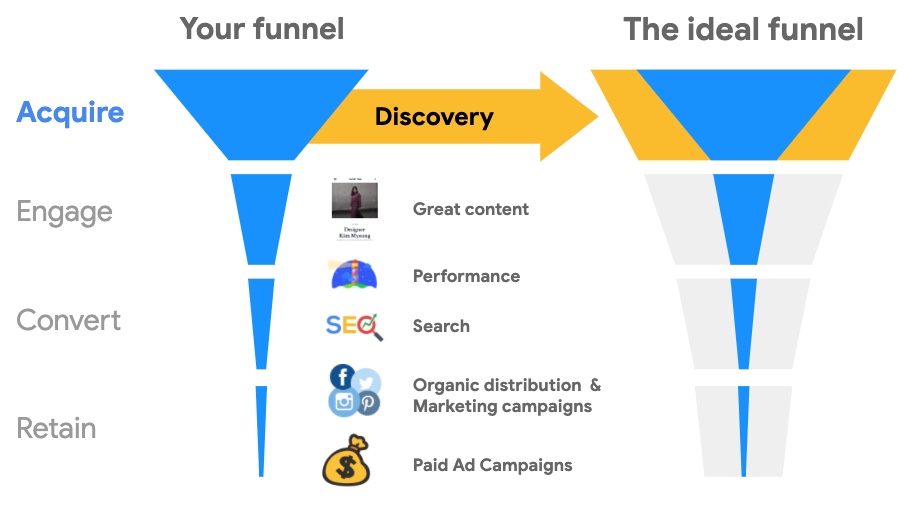 Your funnel
The ideal funnel
Acquire
Discovery
Engage
Designer
Kim Myoung
Great content
Performance
Convert
SEO
Search
Organic distribution &
Marketing campaigns
Retain
$
Paid Ad Campaigns